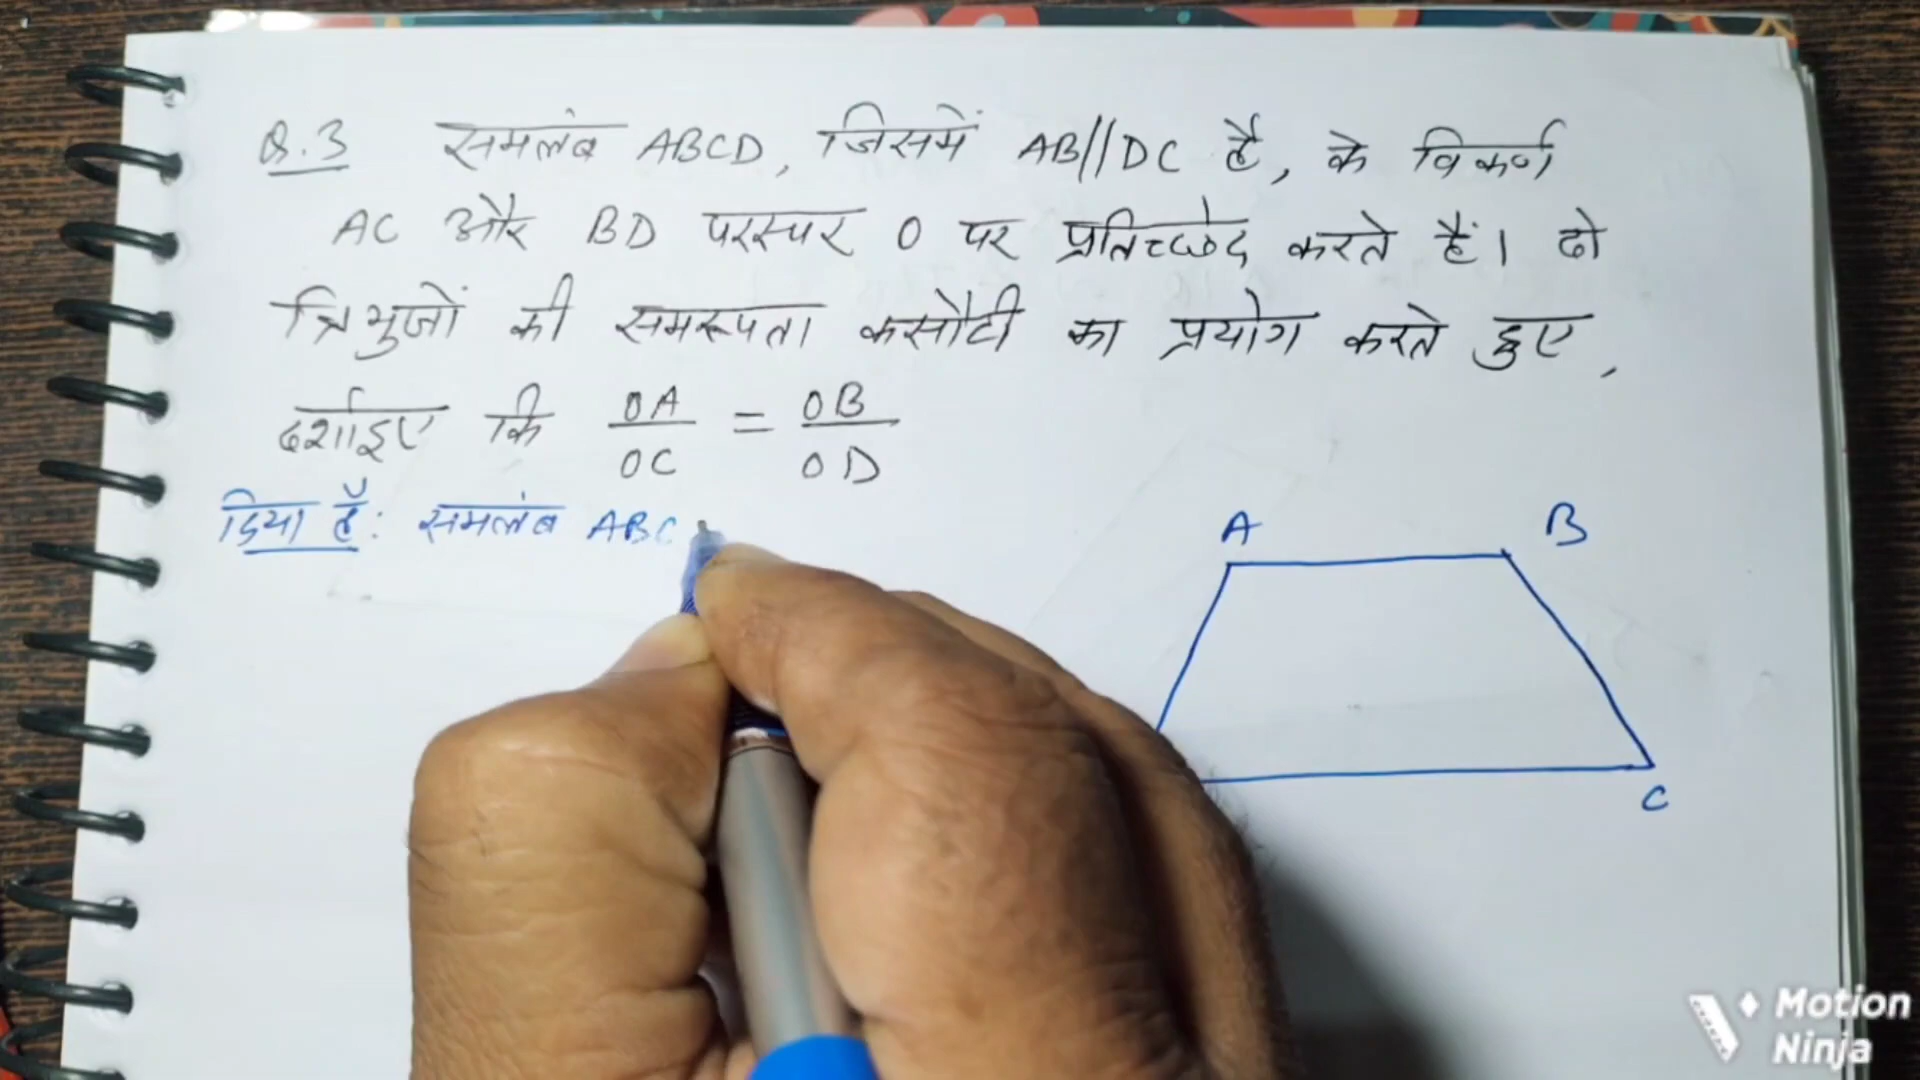 Q.3 समलंब ABCD, जिसमें AB//DC है, के विकर्ण
AC और BD परस्पर O पर प्रतिच्छेद करते हैं। दो
त्रिभुजों की समरूपता कसौटी का प्रयोग करते हुए,
दर्शाइए कि OA/OC = OB/OD
दिया है: समलंब ABC
A B
C
Motion
Ninja